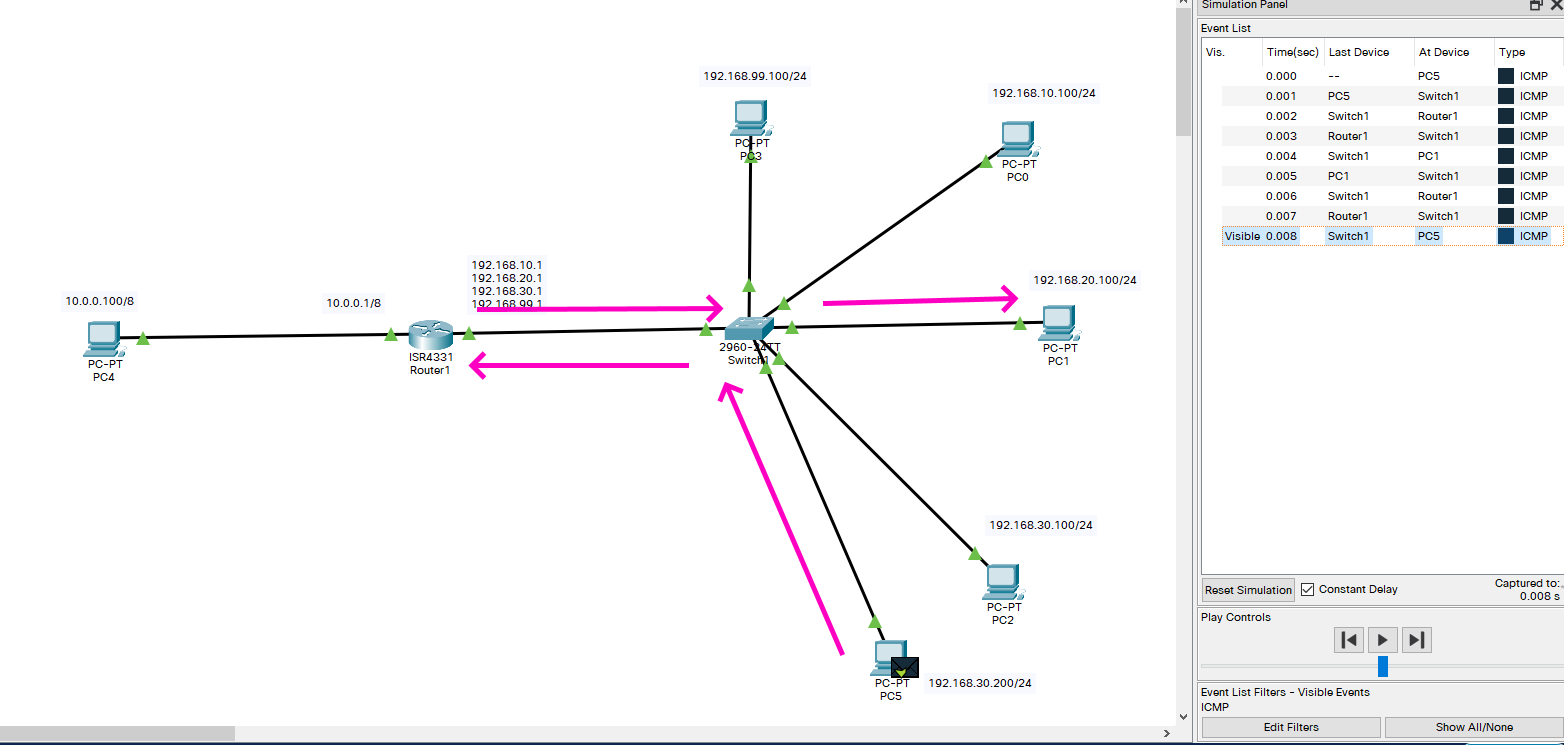 Simulation Panel
Event List
Vis. Time(sec) Last Device At Device Type
0.000 -- PC5 ICMP
0.001 PC5 Switch1 ICMP
0.002 Switch1 Router1 ICMP
0.003 Router1 Switch1 ICMP
0.004 Switch1 PC1 ICMP
0.005 PC1 Switch1 ICMP
0.006 Switch1 Router1 ICMP
0.007 Router1 Switch1 ICMP
Visible 0.008 Switch1 PC5 ICMP
192.168.99.100/24
PC-PT
PC3
192.168.10.100/24
PC-PT
PC0
192.168.10.1
192.168.20.1
192.168.30.1
192.168.99.1
192.168.20.100/24
10.0.0.100/8
10.0.0.1/8
PC-PT
PC4
ISR4331
Router1
2960-24TT
Switch1
PC-PT
PC1
192.168.30.100/24
PC-PT
PC2
PC-PT
PC5
192.168.30.200/24
Reset Simulation
Constant Delay
Captured to:
0.008 s
Play Controls
Event List Filters - Visible Events
ICMP
Edit Filters
Show All/None